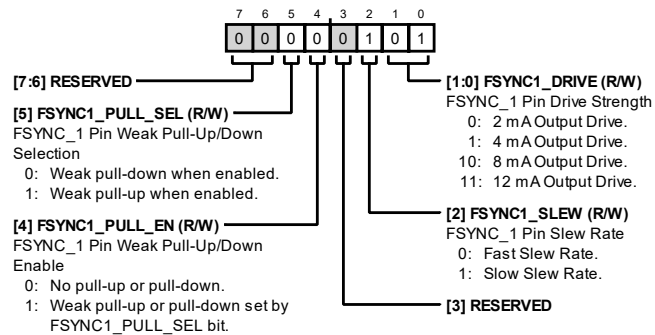 7 6 5 4 3 2 1 0
0 0 0 0 0 1 0 1
[7:6] RESERVED
[5] FSYNC1_PULL_SEL (R/W)
FSYNC_1 Pin Weak Pull-Up/Down
Selection
0: Weak pull-down when enabled.
1: Weak pull-up when enabled.
[4] FSYNC1_PULL_EN (R/W)
FSYNC_1 Pin Weak Pull-Up/Down
Enable
0: No pull-up or pull-down.
1: Weak pull-up or pull-down set by
FSYNC1_PULL_SEL bit.
[1:0] FSYNC1_DRIVE (R/W)
FSYNC_1 Pin Drive Strength
0: 2 mA Output Drive.
1: 4 mA Output Drive.
10: 8 mA Output Drive.
11: 12 mA Output Drive.
[2] FSYNC1_SLEW (R/W)
FSYNC_1 Pin Slew Rate
0: Fast Slew Rate.
1: Slow Slew Rate.
[3] RESERVED